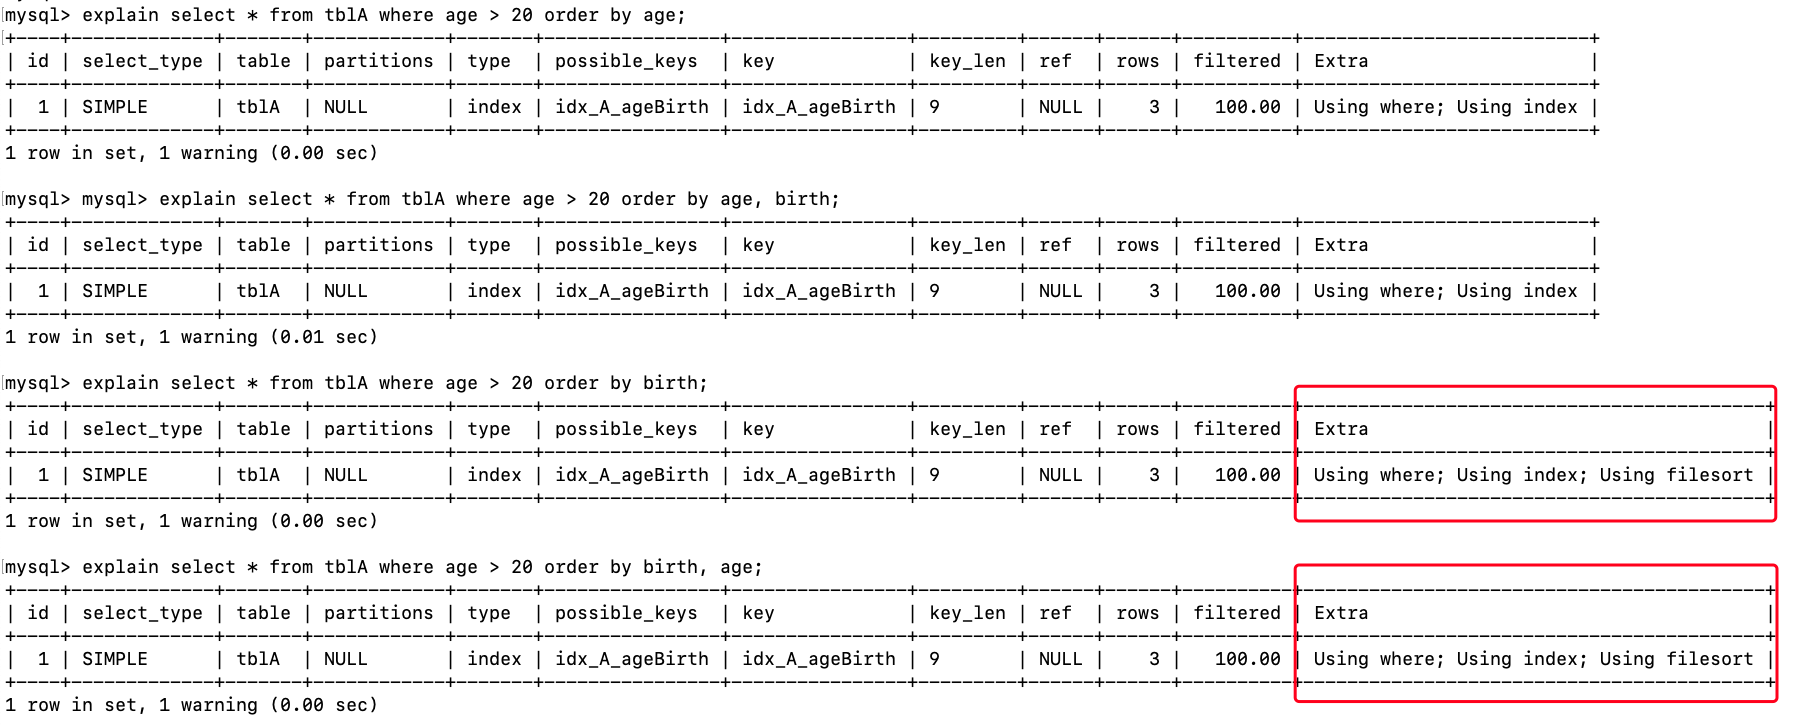 mysql> explain select * from tblA where age > 20 order by age;
+----+-------------+-------+------------+-------+----------------+----------------+---------+------+------+----------+--------------------------+
| id | select_type | table | partitions | type  | possible_keys  | key            | key_len | ref  | rows | filtered | Extra                    |
+----+-------------+-------+------------+-------+----------------+----------------+---------+------+------+----------+--------------------------+
|  1 | SIMPLE      | tblA  | NULL       | index | idx_A_ageBirth | idx_A_ageBirth | 9       | NULL |    3 |   100.00 | Using where; Using index |
+----+-------------+-------+------------+-------+----------------+----------------+---------+------+------+----------+--------------------------+
1 row in set, 1 warning (0.00 sec)
mysql> mysql> explain select * from tblA where age > 20 order by age, birth;
+----+-------------+-------+------------+-------+----------------+----------------+---------+------+------+----------+--------------------------+
| id | select_type | table | partitions | type  | possible_keys  | key            | key_len | ref  | rows | filtered | Extra                    |
+----+-------------+-------+------------+-------+----------------+----------------+---------+------+------+----------+--------------------------+
|  1 | SIMPLE      | tblA  | NULL       | index | idx_A_ageBirth | idx_A_ageBirth | 9       | NULL |    3 |   100.00 | Using where; Using index |
+----+-------------+-------+------------+-------+----------------+----------------+---------+------+------+----------+--------------------------+
1 row in set, 1 warning (0.01 sec)
mysql> explain select * from tblA where age > 20 order by birth;
+----+-------------+-------+------------+-------+----------------+----------------+---------+------+------+----------+------------------------------------------+
| id | select_type | table | partitions | type  | possible_keys  | key            | key_len | ref  | rows | filtered | Extra                                    |
+----+-------------+-------+------------+-------+----------------+----------------+---------+------+------+----------+------------------------------------------+
|  1 | SIMPLE      | tblA  | NULL       | index | idx_A_ageBirth | idx_A_ageBirth | 9       | NULL |    3 |   100.00 | Using where; Using index; Using filesort |
+----+-------------+-------+------------+-------+----------------+----------------+---------+------+------+----------+------------------------------------------+
1 row in set, 1 warning (0.00 sec)
mysql> explain select * from tblA where age > 20 order by birth, age;
+----+-------------+-------+------------+-------+----------------+----------------+---------+------+------+----------+------------------------------------------+
| id | select_type | table | partitions | type  | possible_keys  | key            | key_len | ref  | rows | filtered | Extra                                    |
+----+-------------+-------+------------+-------+----------------+----------------+---------+------+------+----------+------------------------------------------+
|  1 | SIMPLE      | tblA  | NULL       | index | idx_A_ageBirth | idx_A_ageBirth | 9       | NULL |    3 |   100.00 | Using where; Using index; Using filesort |
+----+-------------+-------+------------+-------+----------------+----------------+---------+------+------+----------+------------------------------------------+
1 row in set, 1 warning (0.00 sec)